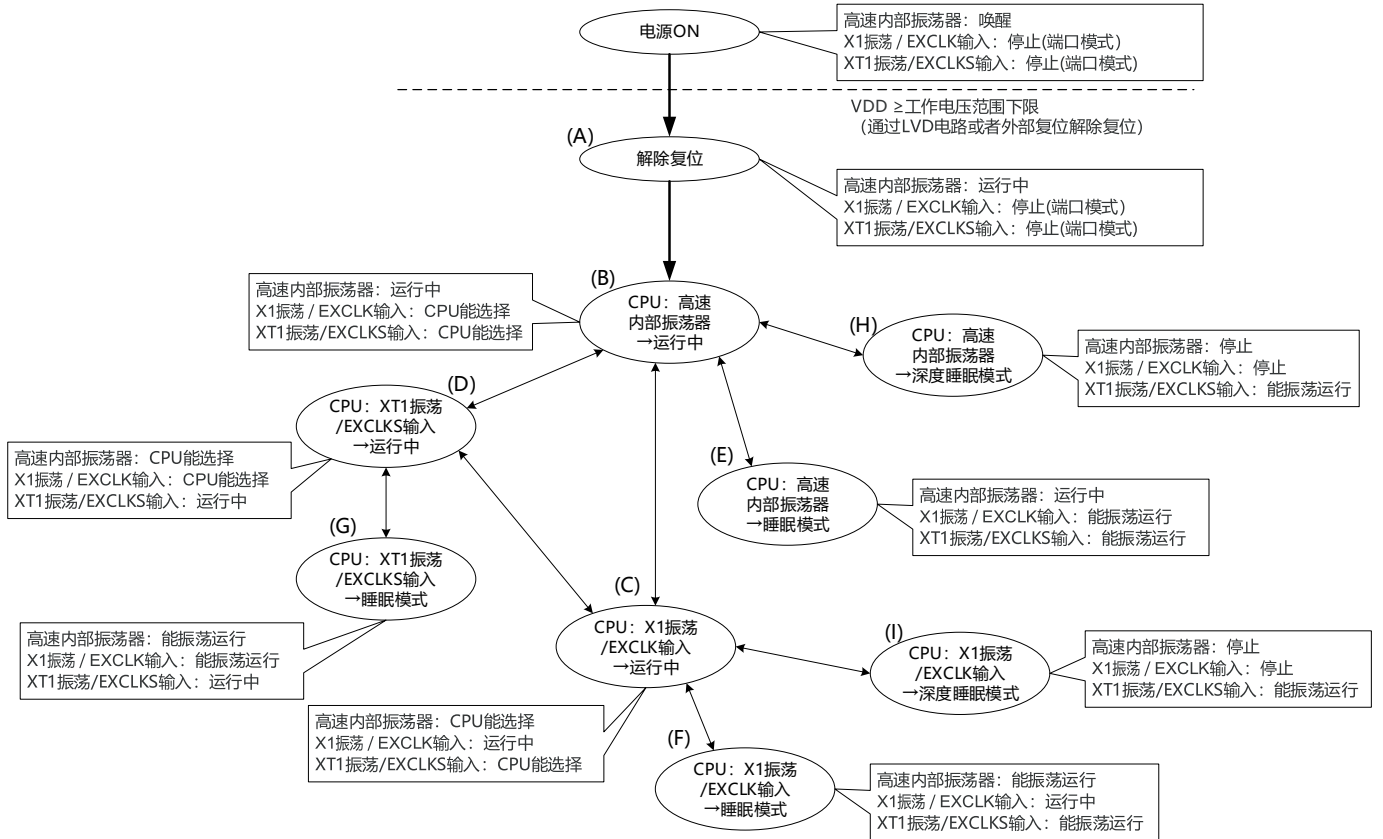 电源ON
高速内部振荡器：唤醒
X1振荡 / EXCLK输入：停止(端口模式)
XT1振荡/EXCLKS输入：停止(端口模式)
VDD ≥工作电压范围下限
（通过LVD电路或者外部复位解除复位）
(A)
解除复位
高速内部振荡器：运行中
X1振荡 / EXCLK输入：停止(端口模式)
XT1振荡/EXCLKS输入：停止(端口模式)
(B)
CPU：高速
内部振荡器
→运行中
高速内部振荡器：运行中
X1振荡 / EXCLK输入：CPU能选择
XT1振荡/EXCLKS输入：CPU能选择
(H)
CPU：高速
内部振荡器
→深度睡眠模式
高速内部振荡器：停止
X1振荡 / EXCLK输入：停止
XT1振荡/EXCLKS输入：能振荡运行
(D)
CPU：XT1振荡
/EXCLKS输入
→运行中
高速内部振荡器：CPU能选择
X1振荡 / EXCLK输入：CPU能选择
XT1振荡/EXCLKS输入：运行中
(E)
CPU：高速
内部振荡器
→睡眠模式
高速内部振荡器：运行中
X1振荡 / EXCLK输入：能振荡运行
XT1振荡/EXCLKS输入：能振荡运行
(G)
CPU：XT1振荡
/EXCLKS输入
→睡眠模式
高速内部振荡器：能振荡运行
X1振荡 / EXCLK输入：能振荡运行
XT1振荡/EXCLKS输入：运行中
(C)
CPU：X1振荡
/EXCLK输入
→运行中
高速内部振荡器：CPU能选择
X1振荡 / EXCLK输入：运行中
XT1振荡/EXCLKS输入：CPU能选择
(I)
CPU：X1振荡
/EXCLK输入
→深度睡眠模式
高速内部振荡器：停止
X1振荡 / EXCLK输入：停止
XT1振荡/EXCLKS输入：能振荡运行
(F)
CPU：X1振荡
/EXCLK输入
→睡眠模式
高速内部振荡器：能振荡运行
X1振荡 / EXCLK输入：运行中
XT1振荡/EXCLKS输入：能振荡运行